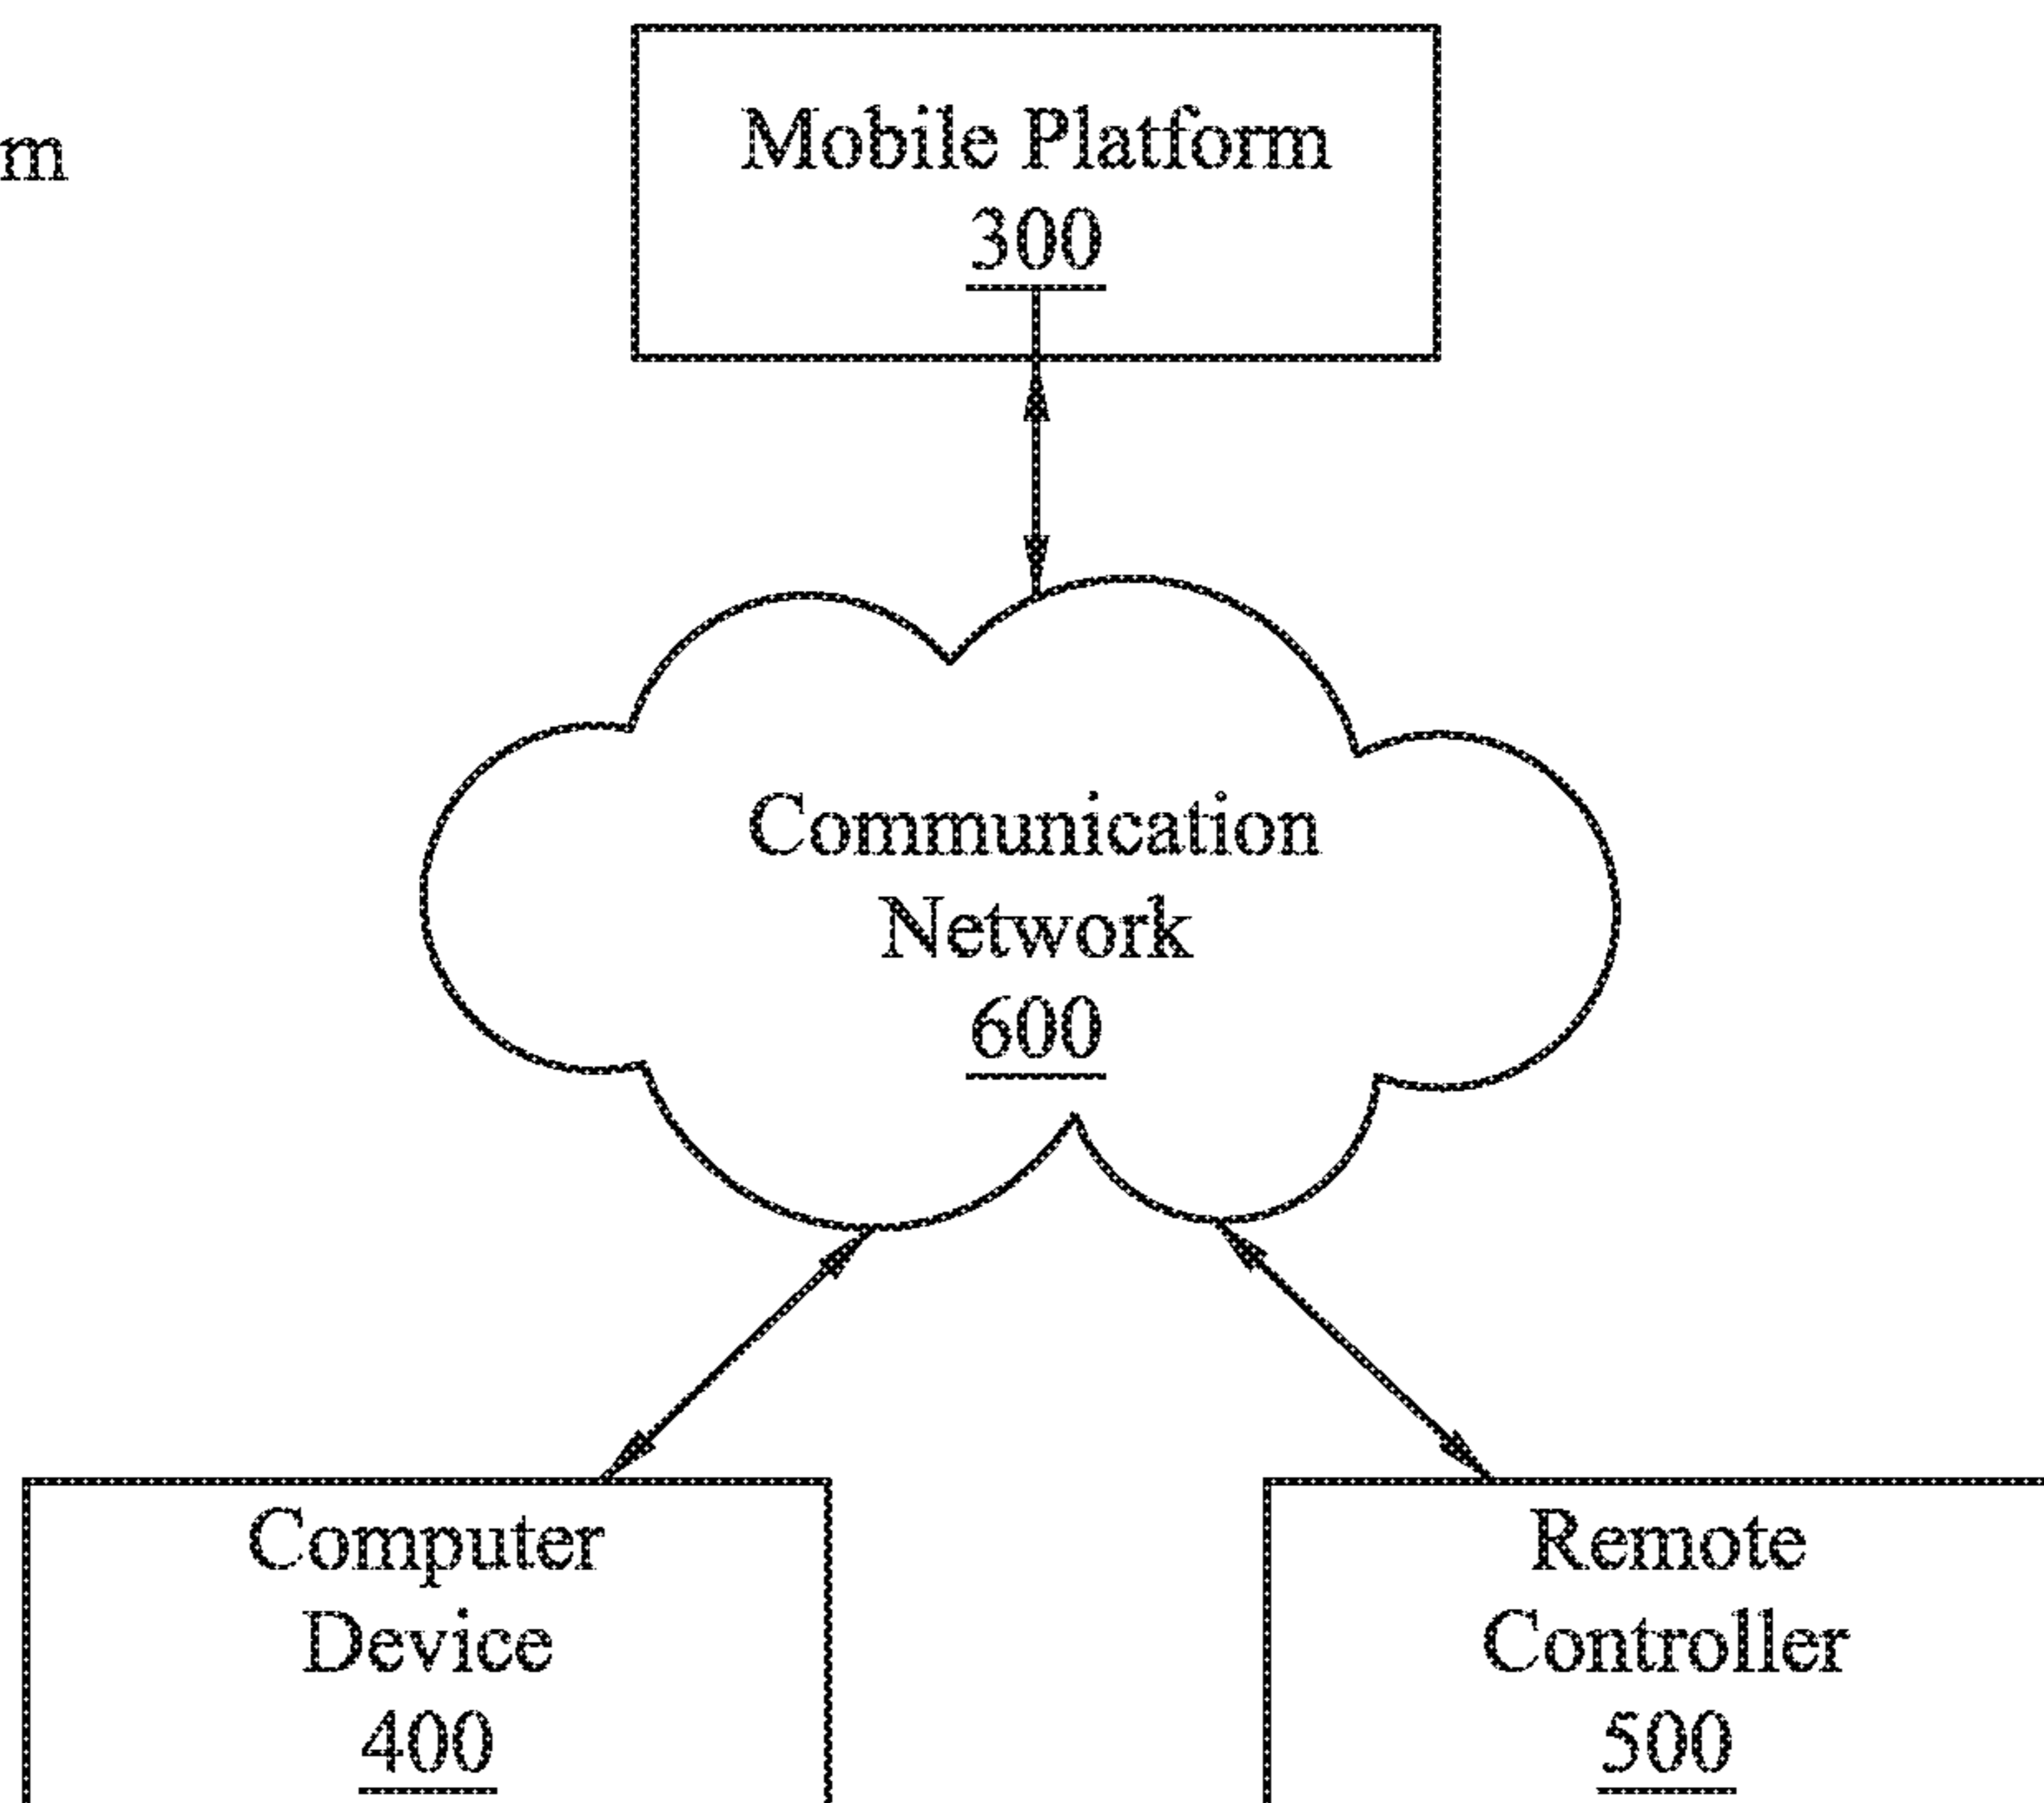 m
Mobile Platform
300
Communication
Network
600
Computer
Device
400
Remote
Controller
500